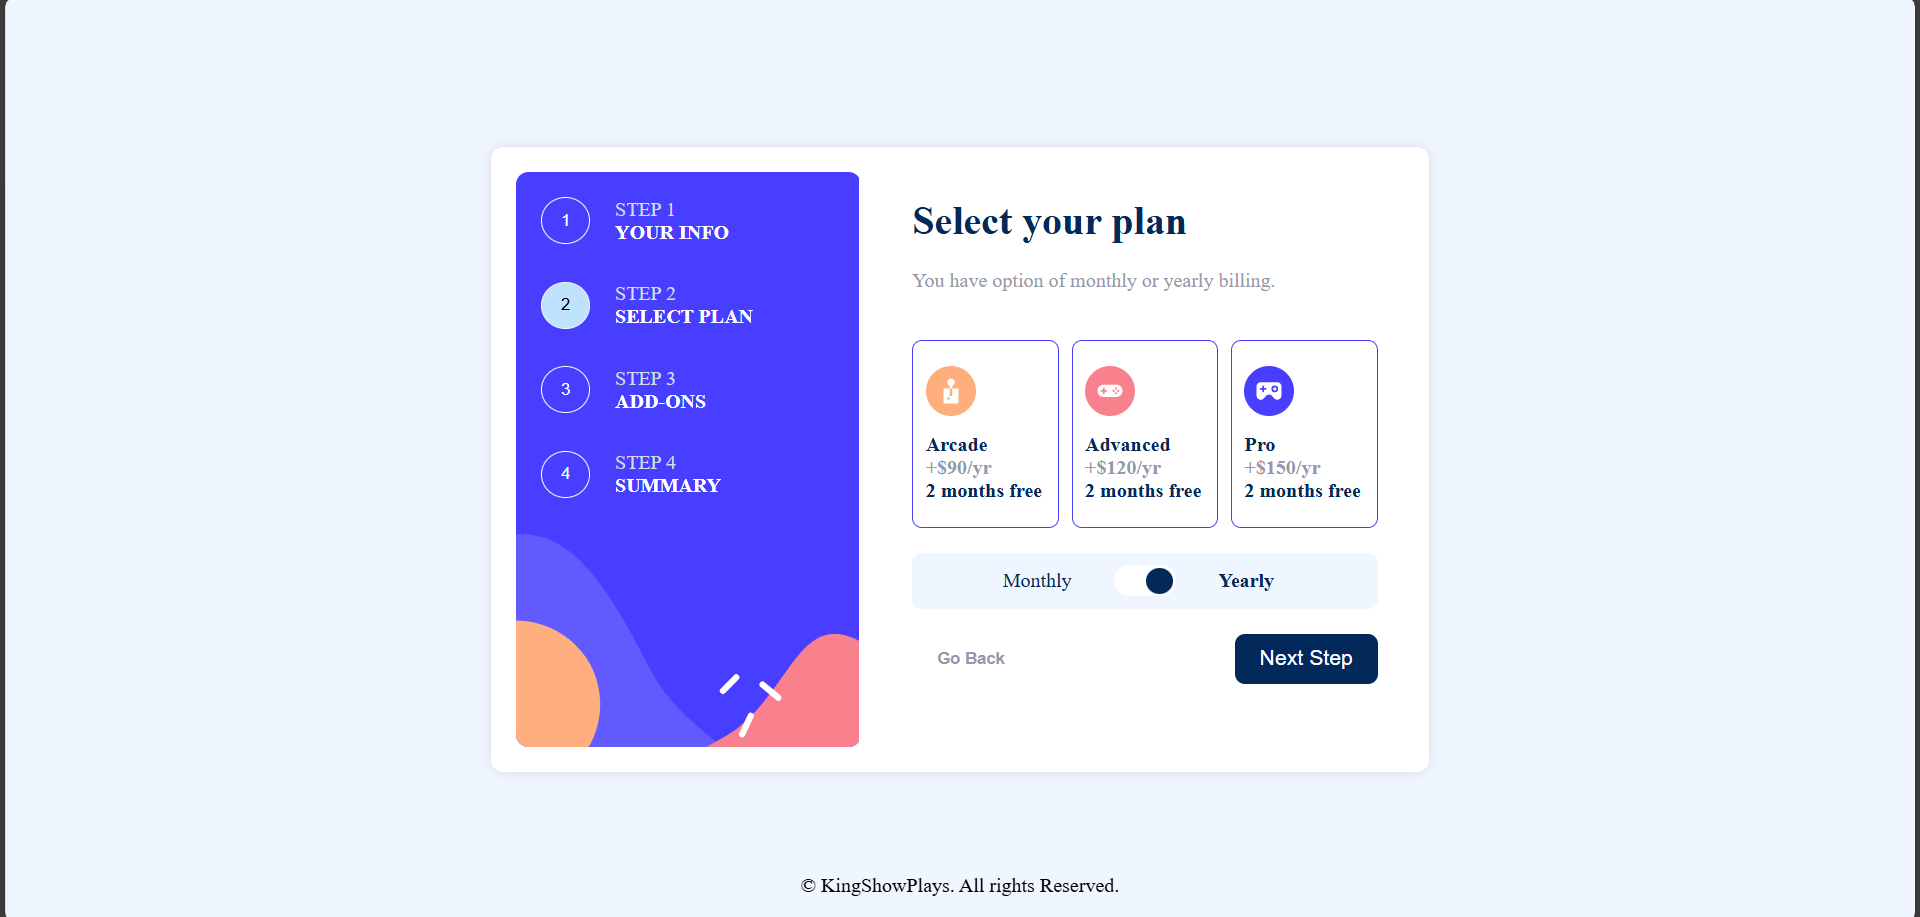 1
STEP 1
YOUR INFO
2
STEP 2
SELECT PLAN
3
STEP 3
ADD-ONS
4
STEP 4
SUMMARY
Select your plan
You have option of monthly or yearly billing.
Arcade
+$90/yr
2 months free
Advanced
+$120/yr
2 months free
Pro
+$150/yr
2 months free
Monthly
Yearly
Go Back
Next Step
© KingShowPlays. All rights Reserved.